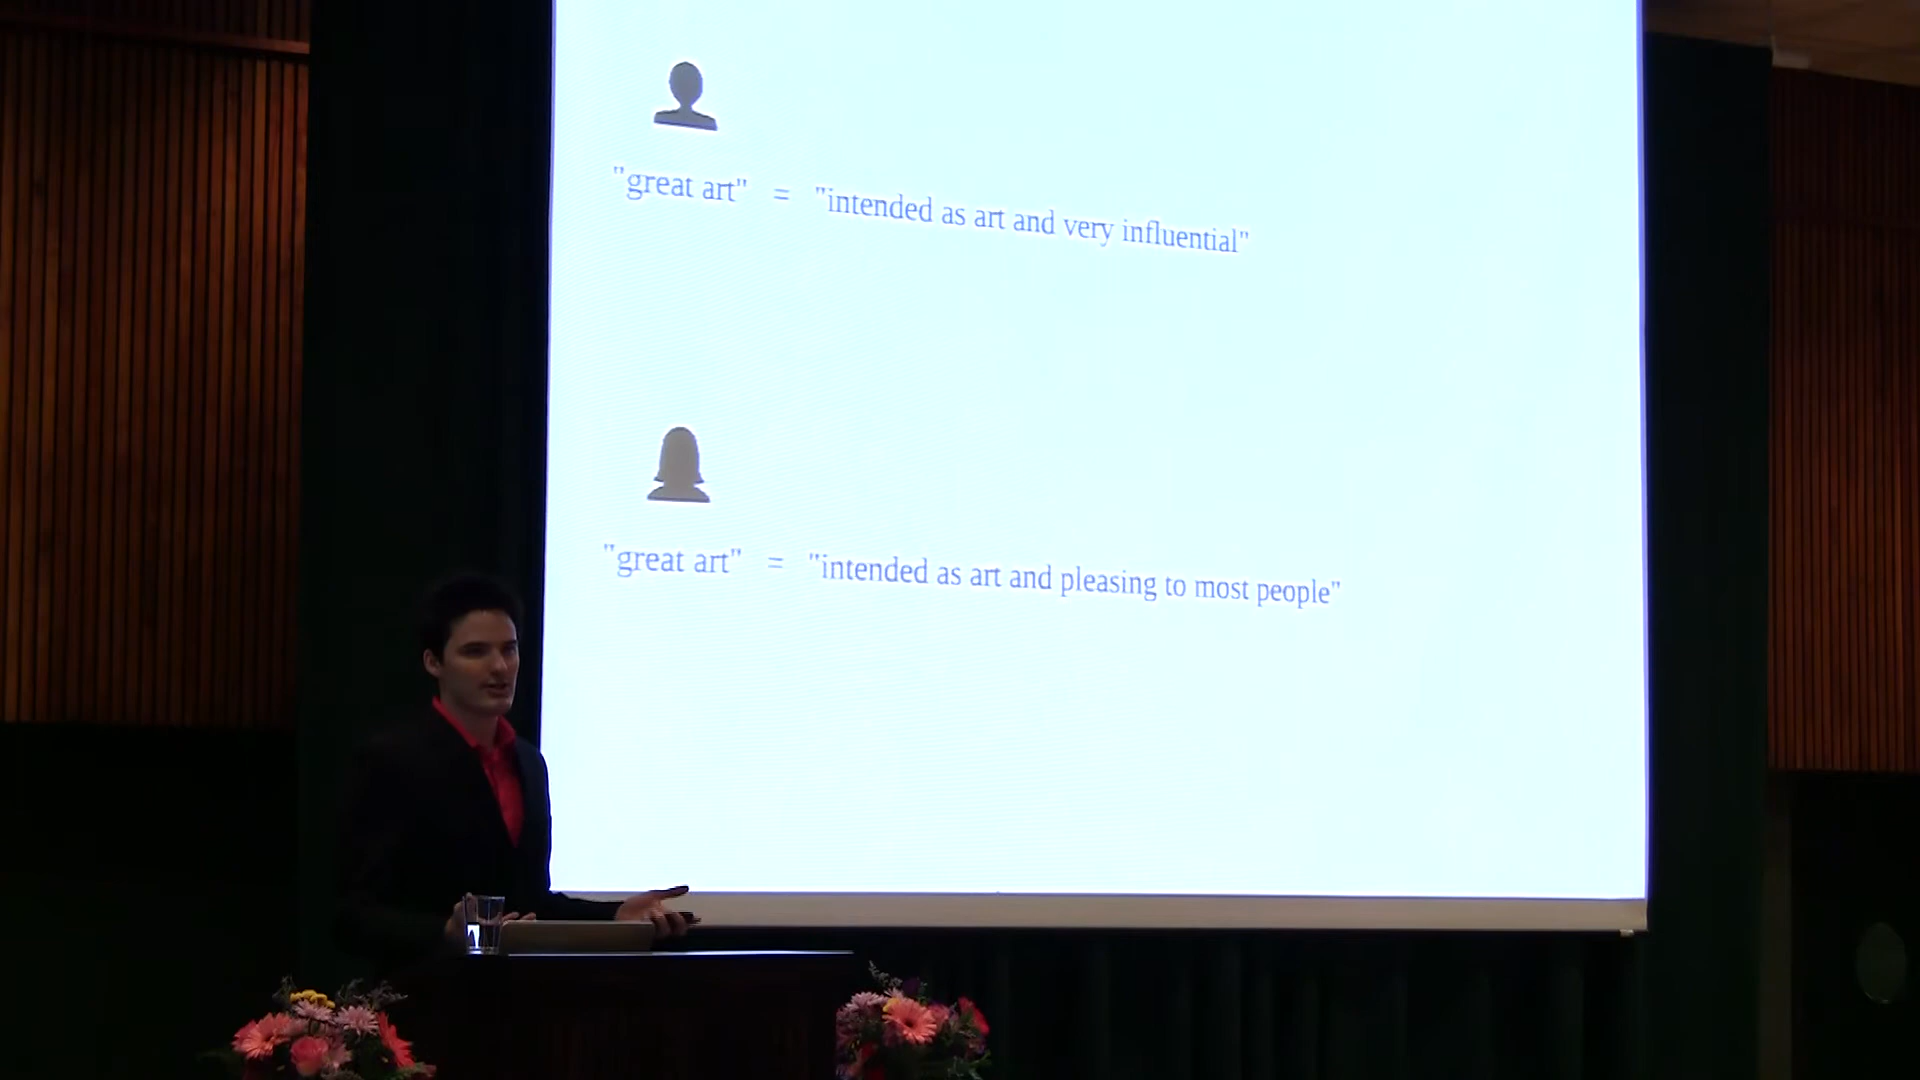 "great art" = "intended as art and very influential"
"great art" = "intended as art and pleasing to most people"